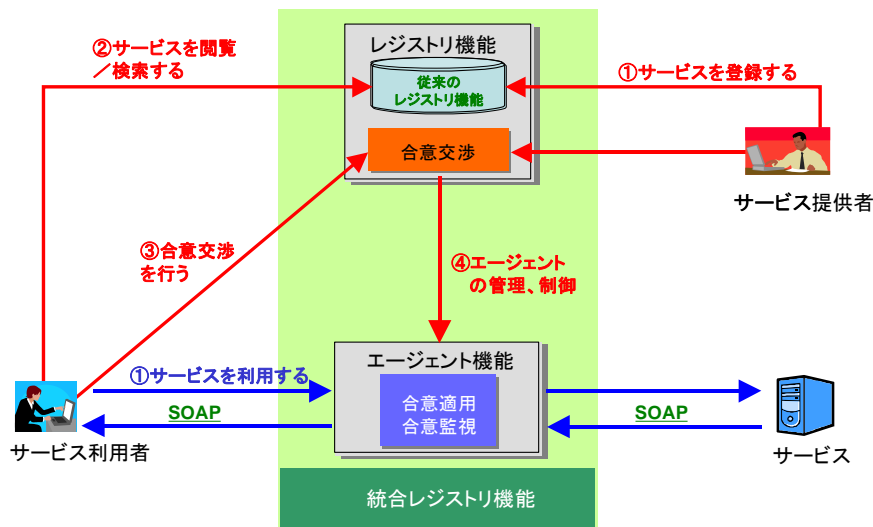 ②サービスを閲覧
／検索する
レジストリ機能
従来の
レジストリ機能
①サービスを登録する
合意交渉
サービス提供者
③合意交渉
を行う
④エージェント
の管理、制御
エージェント機能
①サービスを利用する
合意適用
合意監視
SOAP
SOAP
サービス利用者
サービス
統合レジストリ機能